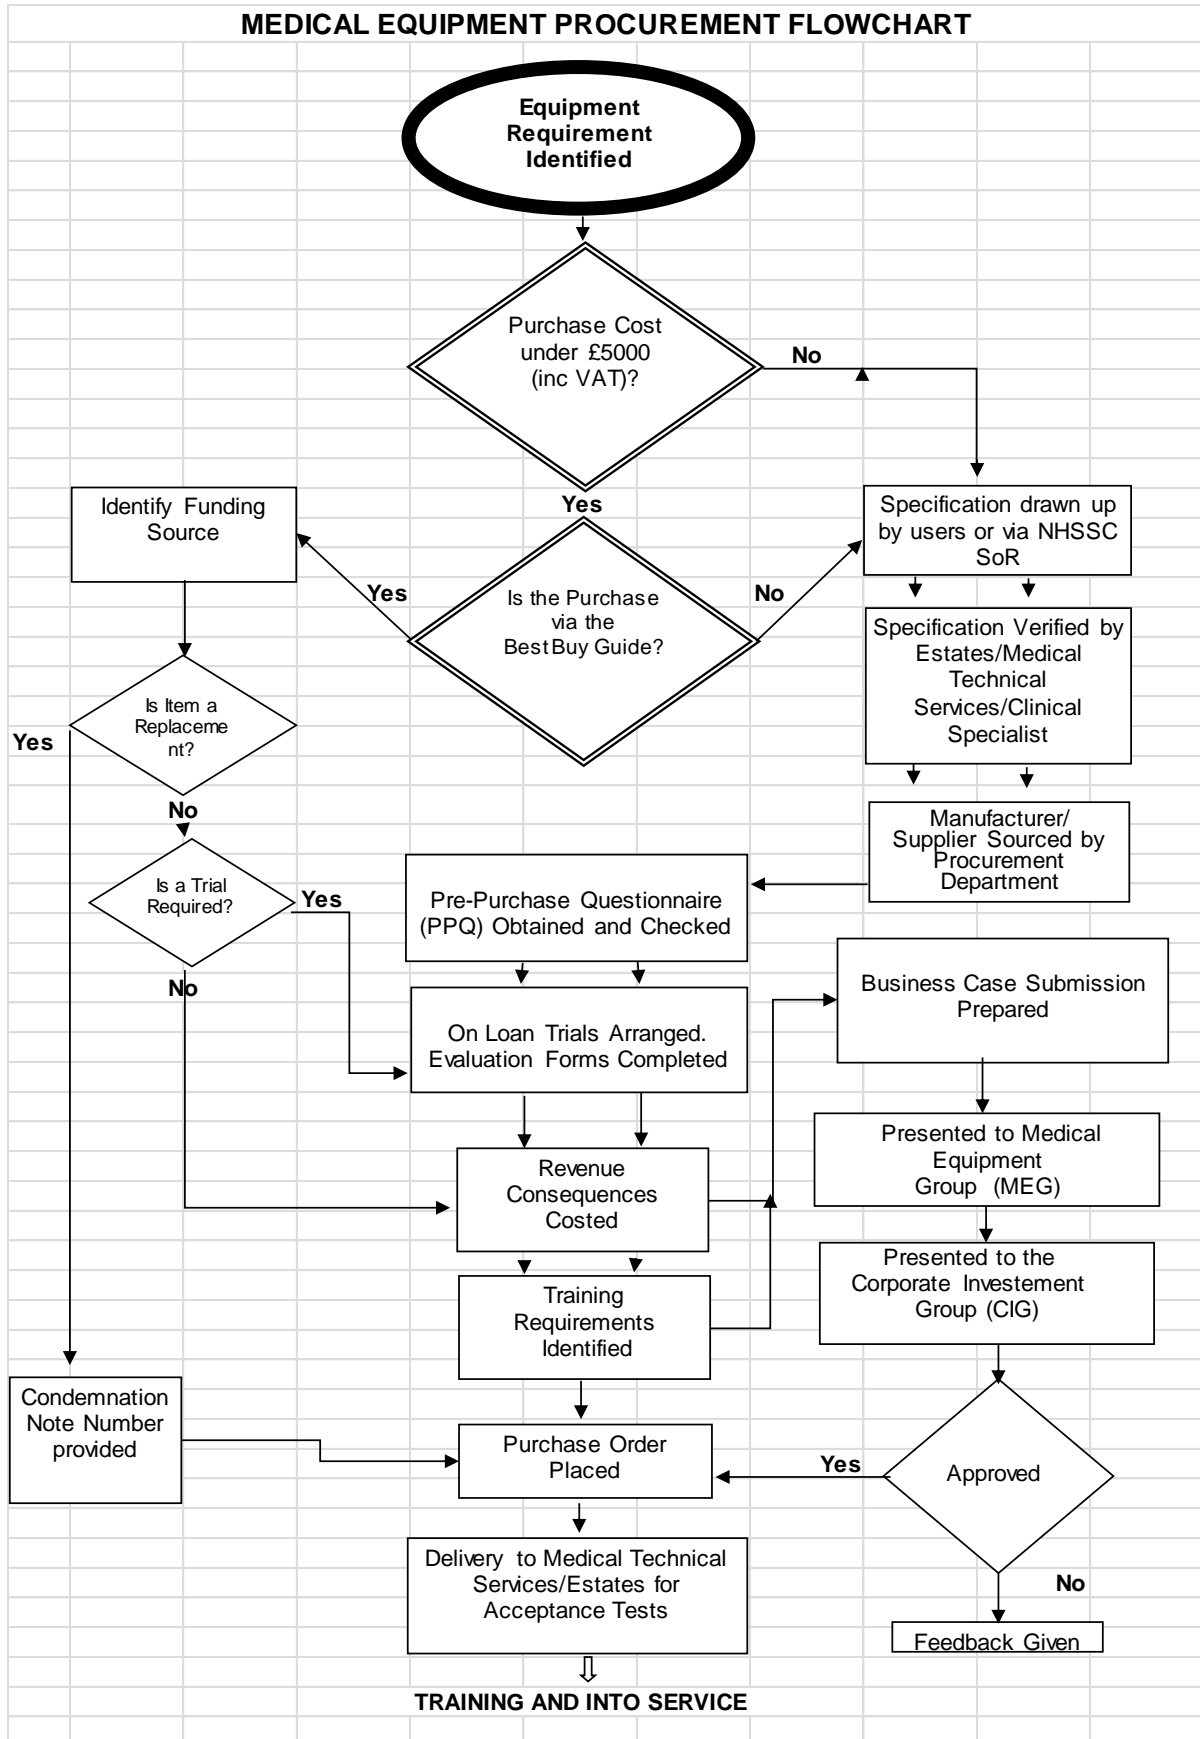 MEDICAL EQUIPMENT PROCUREMENT FLOWCHART
Equipment
Requirement
Identified
Purchase Cost
under £5000
(inc VAT)?
No
Yes
Identify Funding
Source
Specification drawn up
by users or via NHSSC
SoR
Is the Purchase
via the
Best Buy Guide?
Yes
No
Specification Verified by
Estates/Medical
Technical
Services/Clinical
Specialist
Is Item a
Replaceme
nt?
Yes
No
Manufacturer/
Supplier Sourced by
Procurement
Department
Is a Trial
Required?
Yes
No
Pre-Purchase Questionnaire
(PPQ) Obtained and Checked
Business Case Submission
Prepared
On Loan Trials Arranged.
Evaluation Forms Completed
Presented to Medical
Equipment
Group (MEG)
Revenue
Consequences
Costed
Presented to the
Corporate Investement
Group (CIG)
Training
Requirements
Identified
Condemnation
Note Number
provided
Purchase Order
Placed
Yes
Approved
No
Delivery to Medical Technical
Services/Estates for
Acceptance Tests
Feedback Given
TRAINING AND INTO SERVICE